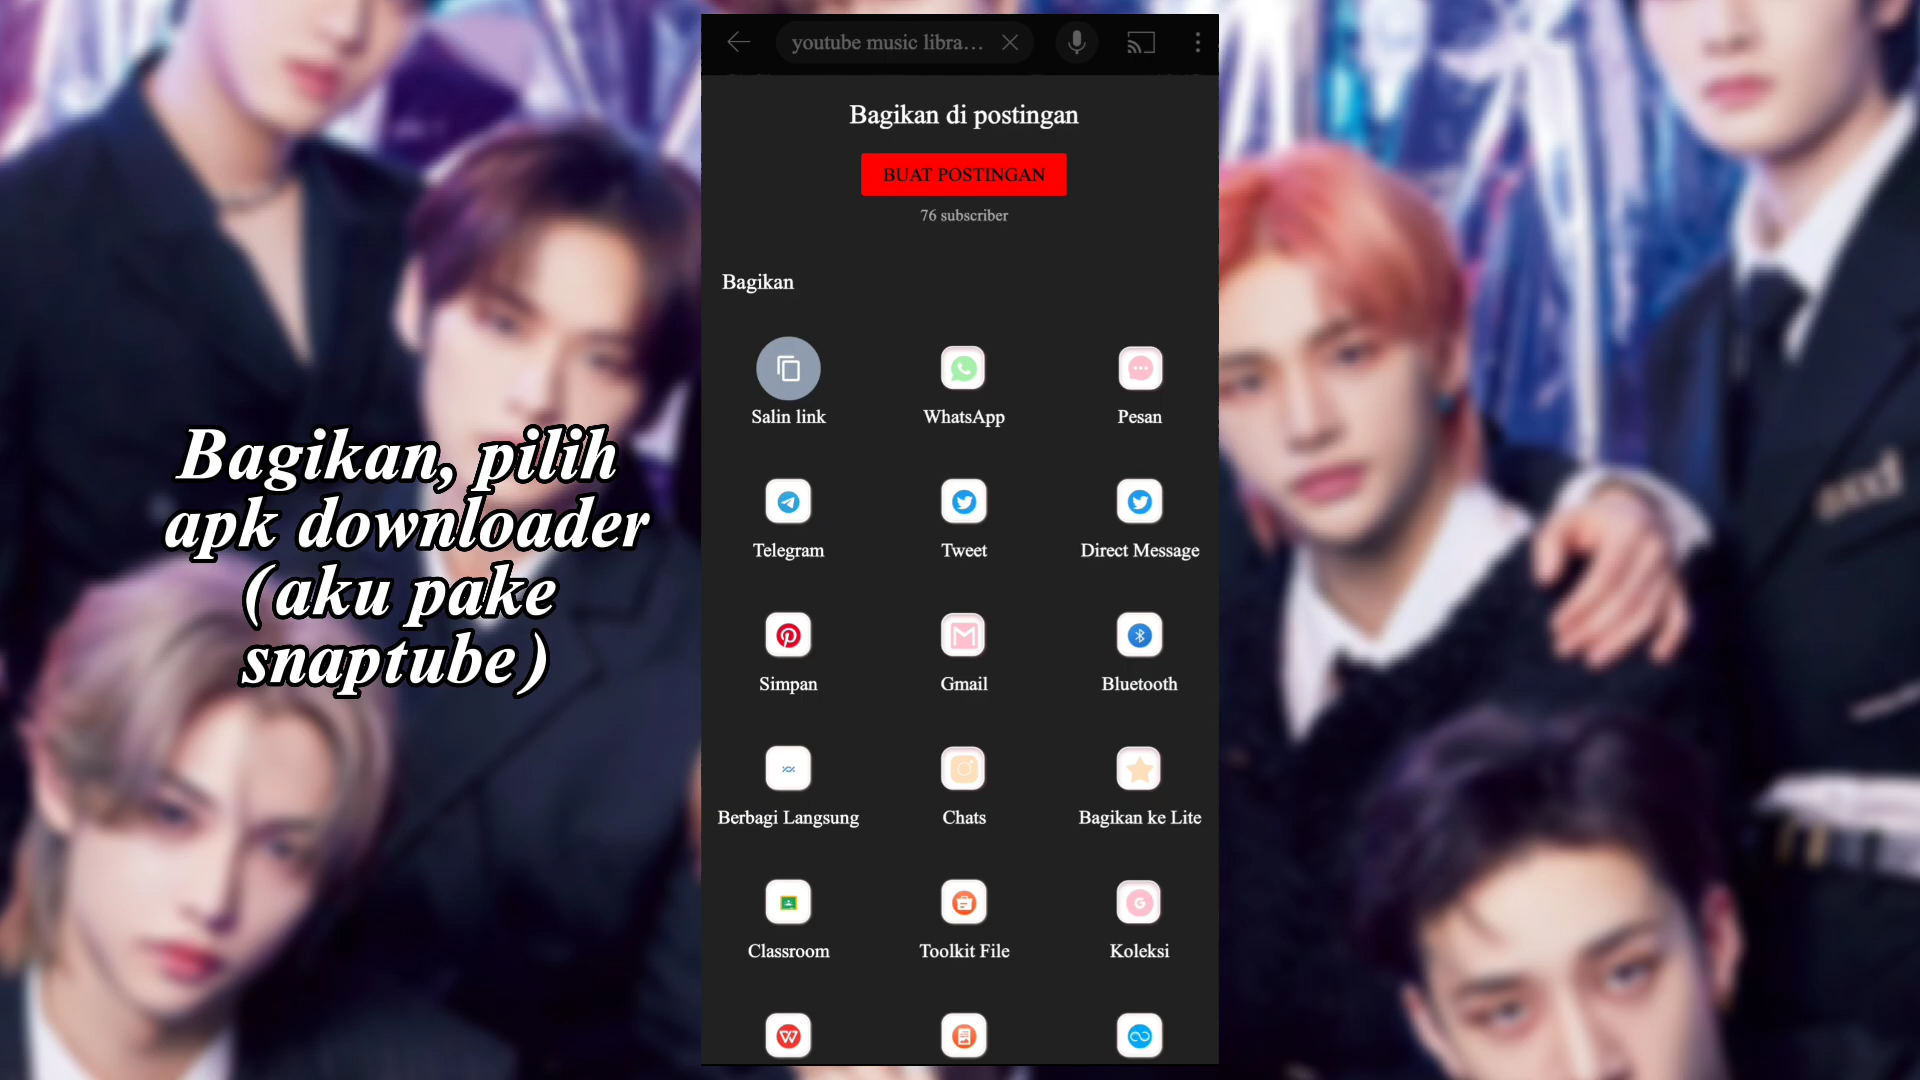 youtube music libra...
Bagikan di postingan
BUAT POSTINGAN
76 subscriber
Bagikan
Salin link
WhatsApp
Pesan
Telegram
Tweet
Direct Message
Simpan
Gmail
Bluetooth
Berbagi Langsung
Chats
Bagikan ke Lite
Classroom
Toolkit File
Koleksi
Bagikan, pilih
apk downloader
(aku pake
snaptube)